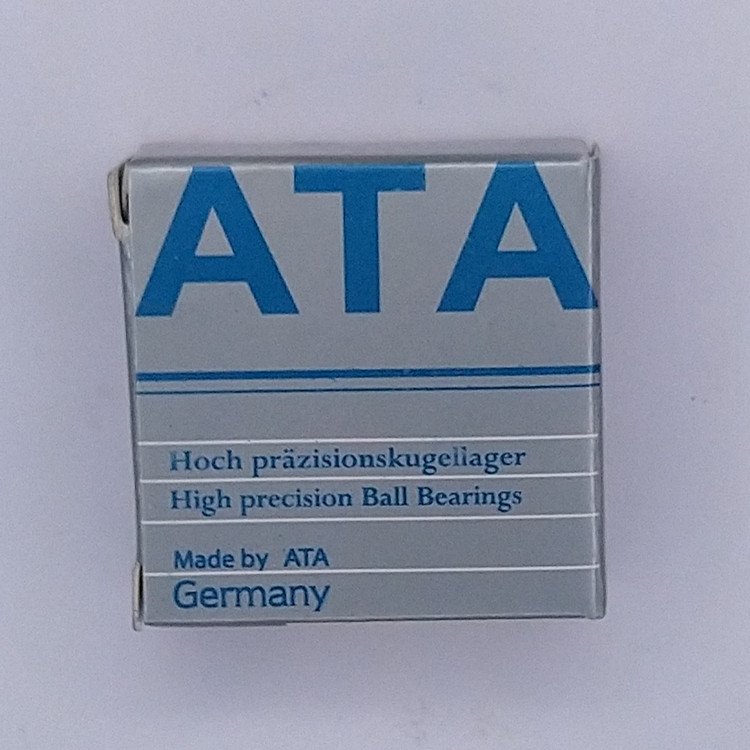 ATA
Hoch präzisionskugellager
High precision Ball Bearings
Made by ATA
Germany